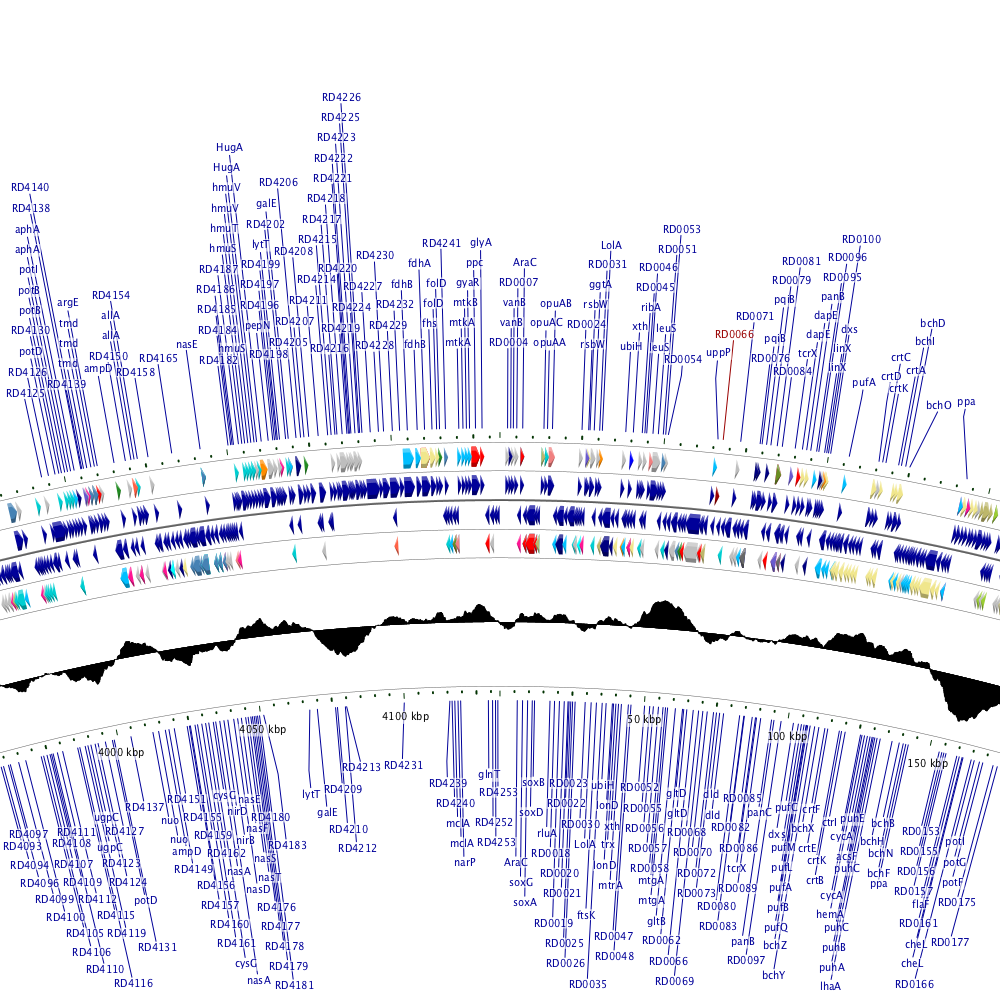 RD4226
RD4225
RD4223
HugA
RD4222
HugA
RD4221
RD4206
RD4140
hmuV
RD4218
galE
RD4138
hmuV
RD4217
RD4202
aphA
hmuT
RD4215
lytT
aphA
hmuS
RD4208
RD4230
RD4241
glyA
AraC
LolA
RD0053
RD0051
RD0100
potI
RD4187
RD4199
RD4220
fdhA
ppc
RD0031
RD0046
RD0081
RD0096
potB
RD4186
RD4197
RD4214
RD4227
fdhB
folD
gyaR
RD0007
ggtA
RD0045
RD0079
RD0095
argE
RD4154
potB
RD4185
RD4196
RD4211
RD4224
RD4232
folD
mtkB
vanB
opuAB
rsbW
ribA
pqiB
panB
tmd
allA
RD4130
RD4184
pepN
RD4207
RD4219
RD4229
fhs
mtkA
vanB
opuAC
RD0024
xth
leuS
RD0066
RD0071
dapE
dxs
bchD
tmd
allA
nasE
potD
hmuS
RD4205
RD4216
RD4228
fdhB
mtkA
RD0004
opuAA
rsbW
ubiH
leuS
pqiB
dapE
linX
bchI
tmd
RD4150
RD4165
RD4182
RD4198
RD0054
uppP
RD0076
tcrX
linX
crtC
RD4126
ampD
RD4158
RD0084
pufA
crtD
crtA
RD4125
RD4139
crtK
bchO
ppa
4000 kbp
4050 kbp
4100 kbp
50 kbp
100 kbp
150 kbp
RD4213
RD4231
glnT
RD4239
RD4253
soxB
RD0023
ubiH
RD0052
lytT
RD4209
RD4137
RD4151
cysG
nasE
RD4240
soxD
RD0022
lonD
RD0055
gltD
dld
RD0085
galE
nirD
ugpC
nuo
RD4155
RD4180
mclA
RD4252
rluA
RD0030
xth
RD0056
gltD
dld
panC
pufC
crtF
RD4210
nasF
RD4097
RD4111
RD4127
RD4159
nirB
RD4183
mclA
RD4253
LolA
trx
RD0057
RD0068
RD0082
dxs
bchX
ctrI
punE
bchB
RD4212
RD4093
RD4108
ugpC
nuo
RD4162
nasS
narP
AraC
RD0018
lonD
RD0058
RD0070
RD0086
pufM
crtE
cycA
bchH
RD0153
potI
RD4094
RD4107
RD4123
ampD
nasA
nasT
soxG
RD0020
mtrA
mtgA
RD0072
tcrX
pufL
crtK
acsF
bchN
RD0155
potG
RD4096
RD4109
RD4124
RD4149
nasD
soxA
RD0021
mtgA
RD0073
RD0089
pufA
crtB
puhC
bchF
RD0156
potF
RD4099
RD4112
potD
RD4156
RD4176
RD0019
ftsK
gltB
RD0080
pufB
cycA
ppa
RD0157
RD0175
RD4100
RD4115
RD4157
RD4177
RD0025
RD0047
RD0062
RD0083
pufQ
hemA
flaF
RD4105
RD4119
RD4160
RD4178
RD0026
RD0048
RD0066
panB
bchZ
punC
RD0161
RD4106
RD4131
RD4161
RD4179
RD0035
RD0069
RD0097
bchY
punB
cheL
RD0177
RD4110
cysG
RD4181
puhA
cheL
RD4116
nasA
lhaA
RD0166